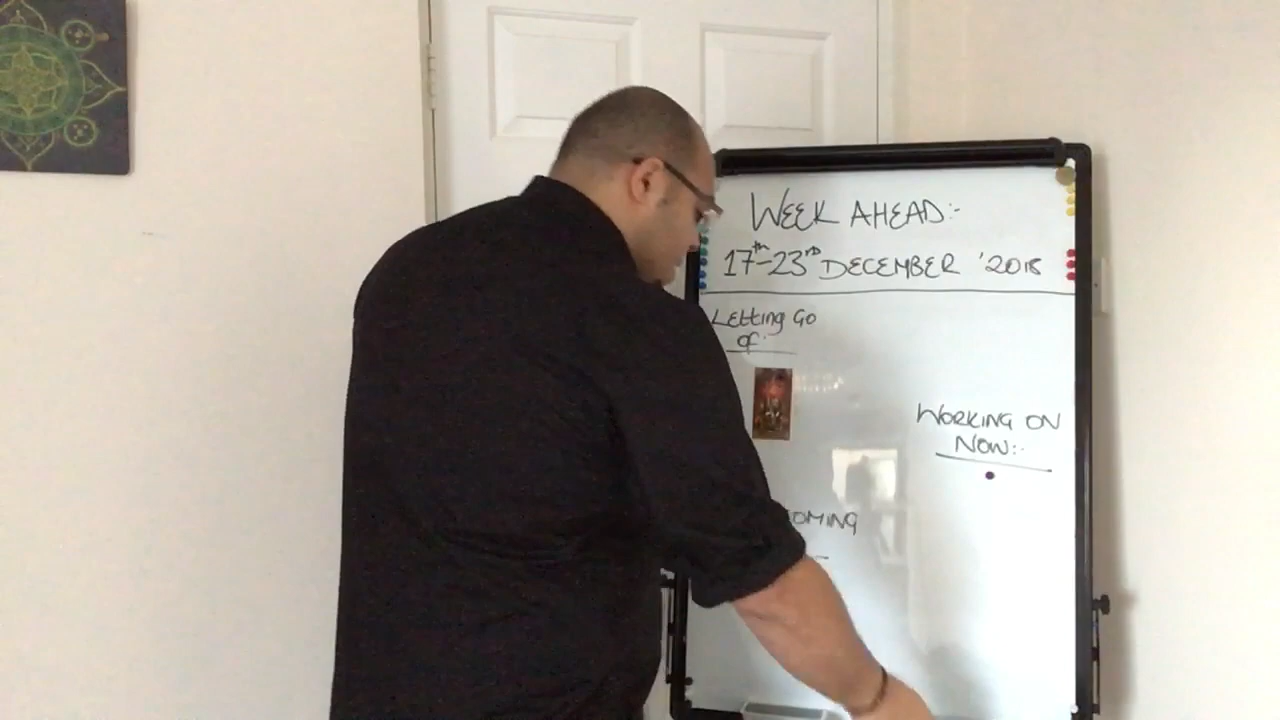 WEEK AHEAD:-
17th-23rd DECEMBER '2018
LETTING GO
OF:
WORKING ON
NOW:-